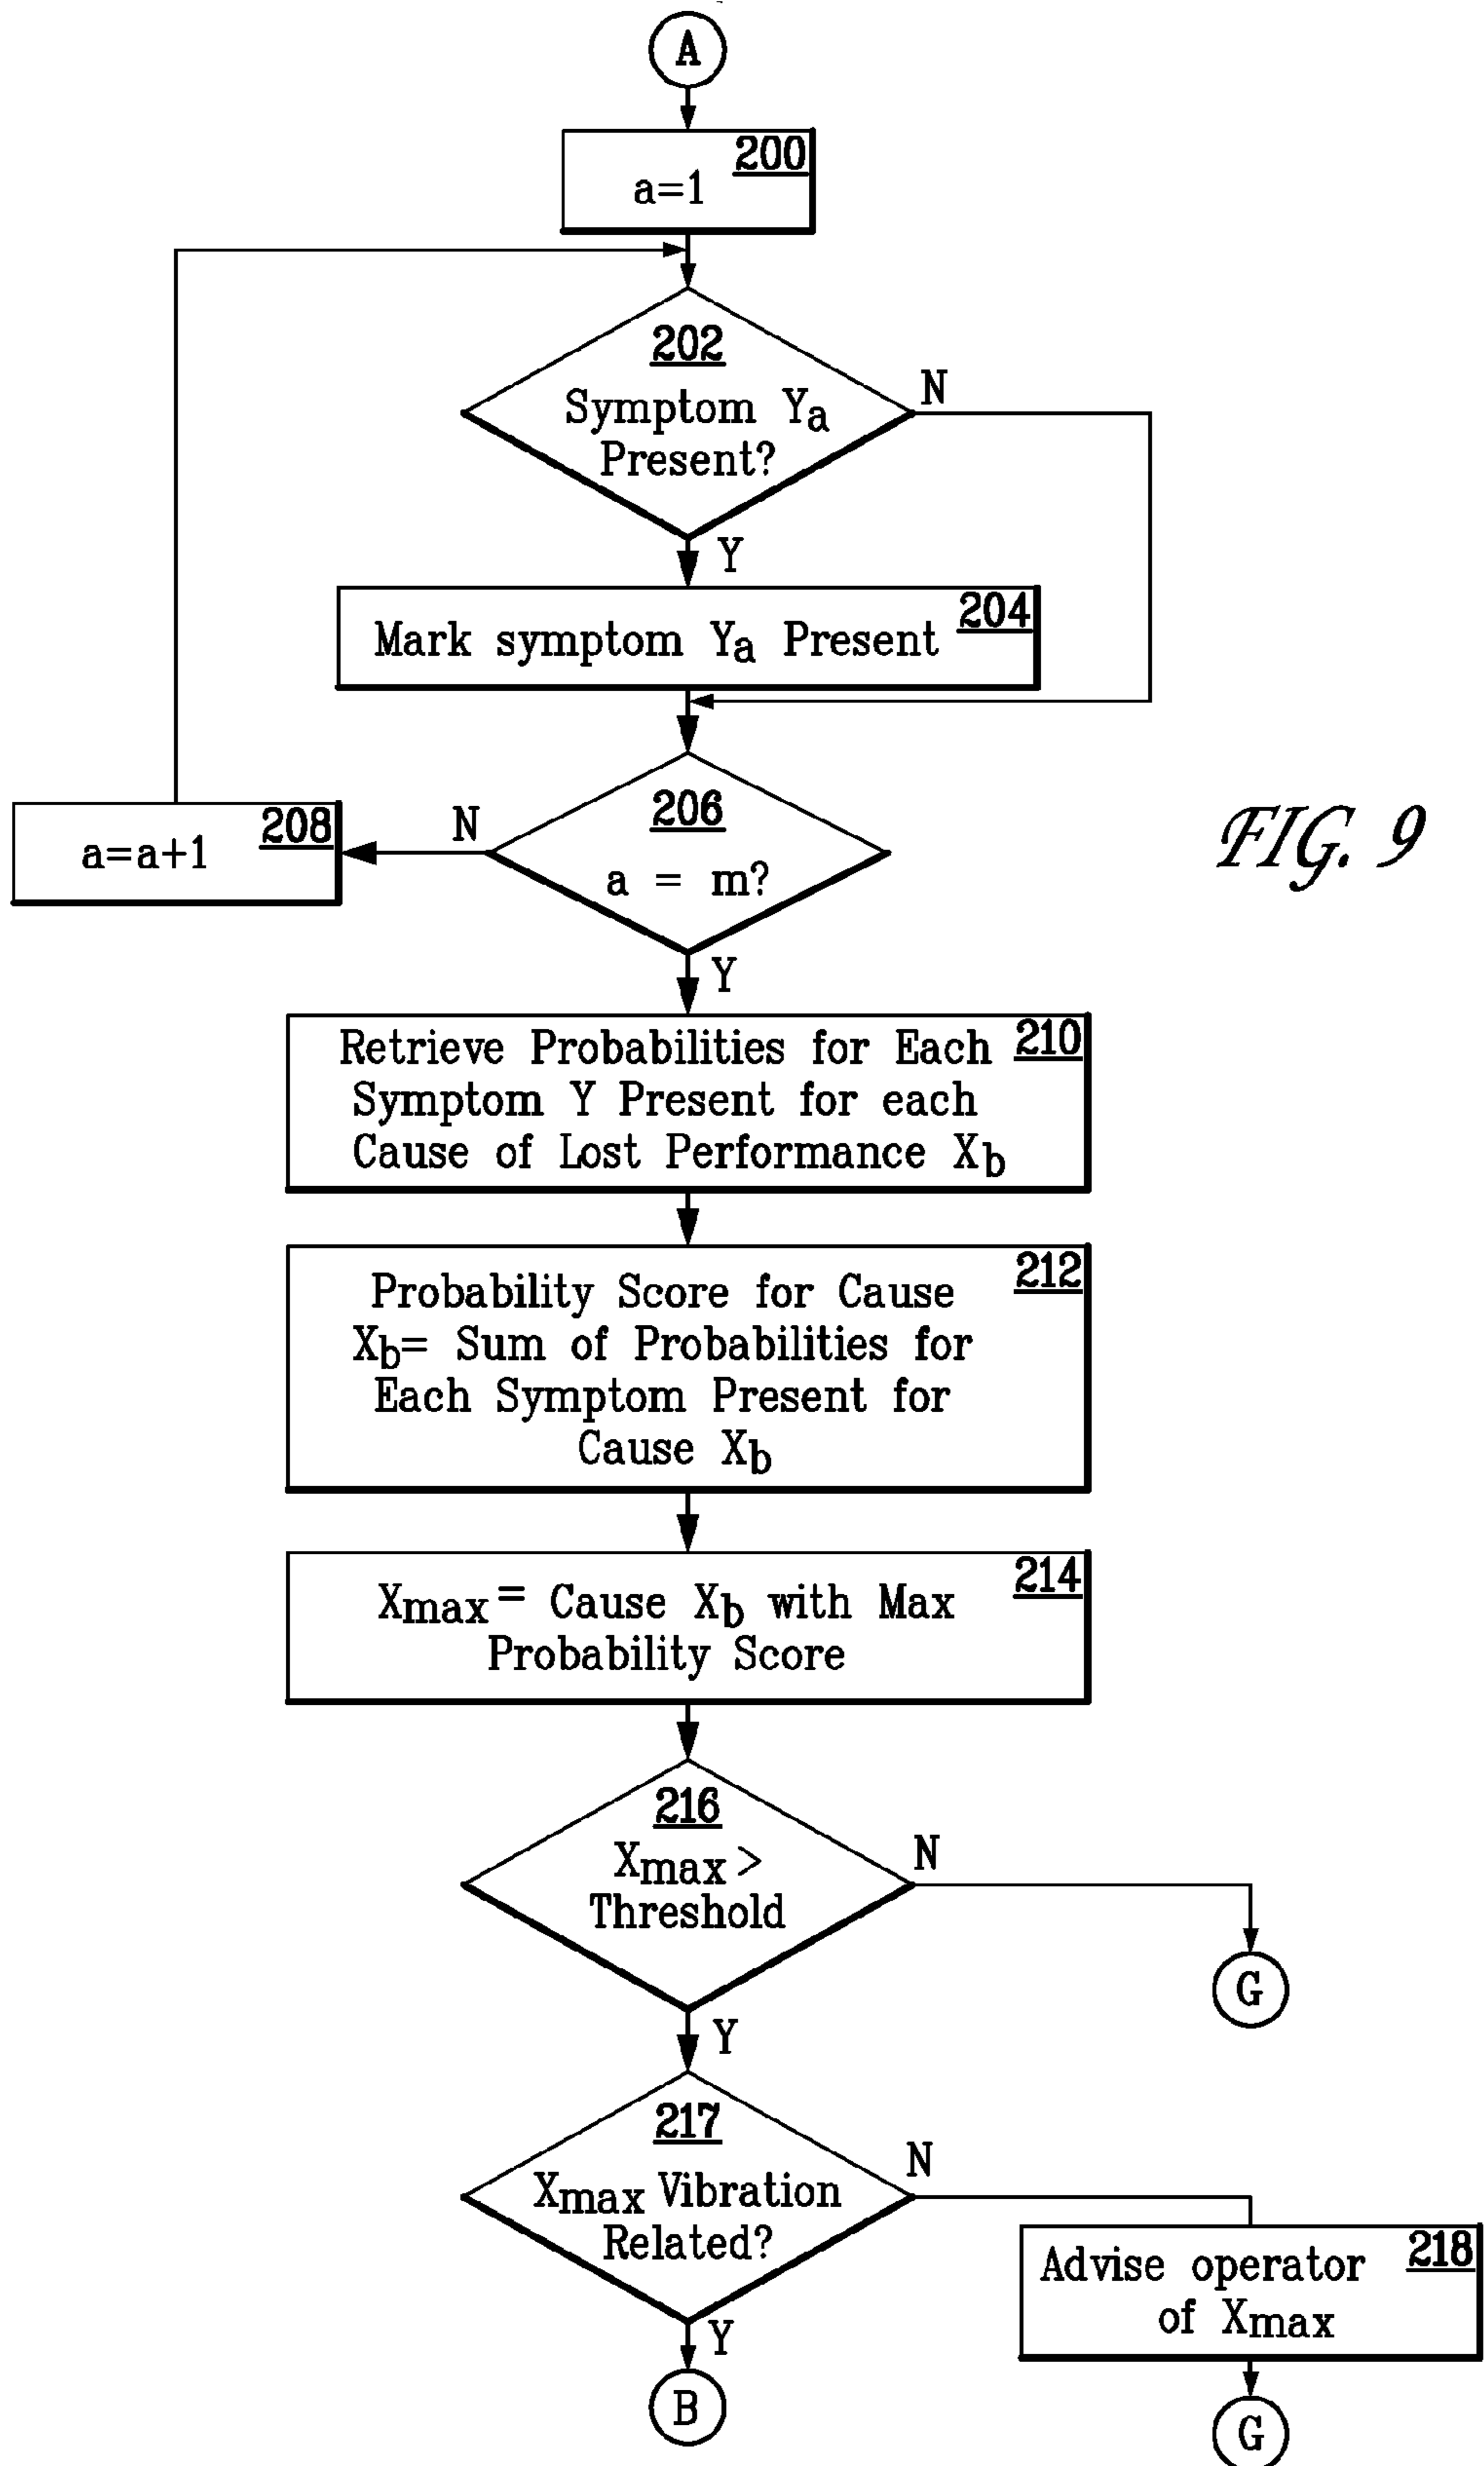 A
200
a=1
202
Symptom Ya
Present?
N
Y
204
Mark symptom Ya Present
206
a = m?
N
208
a=a+1
Y
FIG. 9
210
Retrieve Probabilities for Each
Symptom Y Present for each
Cause of Lost Performance Xb
212
Probability Score for Cause
Xb= Sum of Probabilities for
Each Symptom Present for
Cause Xb
214
Xmax = Cause Xb with Max
Probability Score
216
Xmax >
Threshold
N
G
Y
217
Xmax Vibration
Related?
N
218
Advise operator
of Xmax
Y
B
G